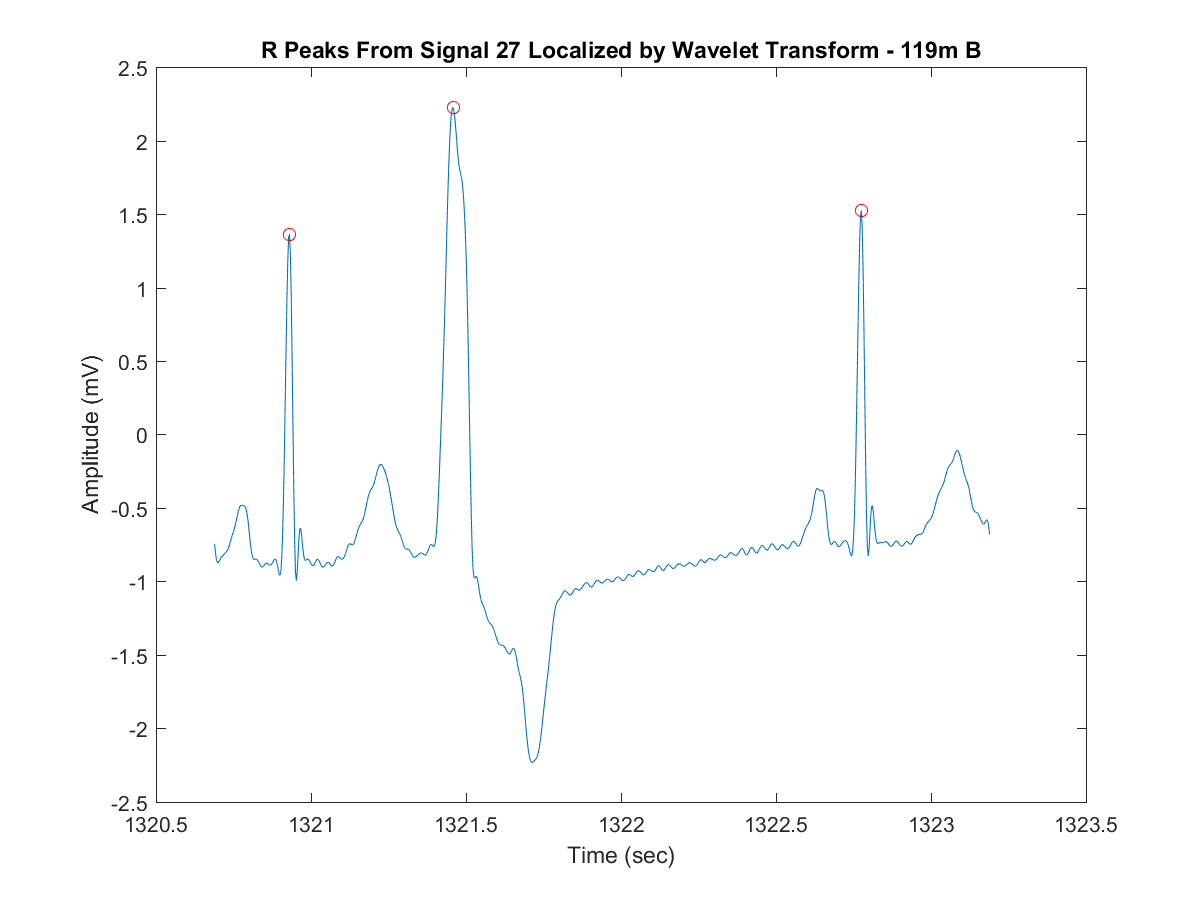 R Peaks From Signal 27 Localized by Wavelet Transform - 119m B
2.5
2
1.5
1
0.5
0
-0.5
-1
-1.5
-2
-2.5
Amplitude (mV)
1320.5 1321 1321.5 1322 1322.5 1323 1323.5
Time (sec)